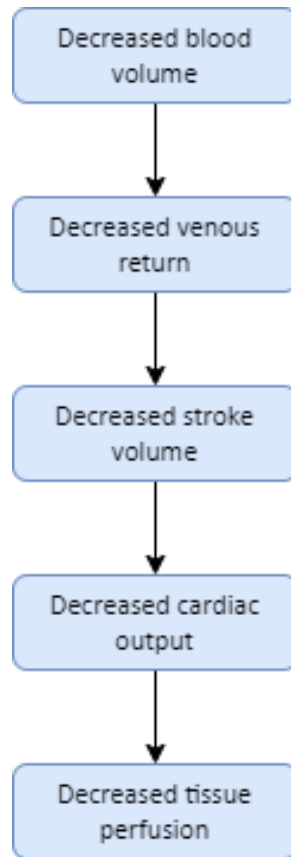 Decreased blood
volume
Decreased venous
return
Decreased stroke
volume
Decreased cardiac
output
Decreased tissue
perfusion